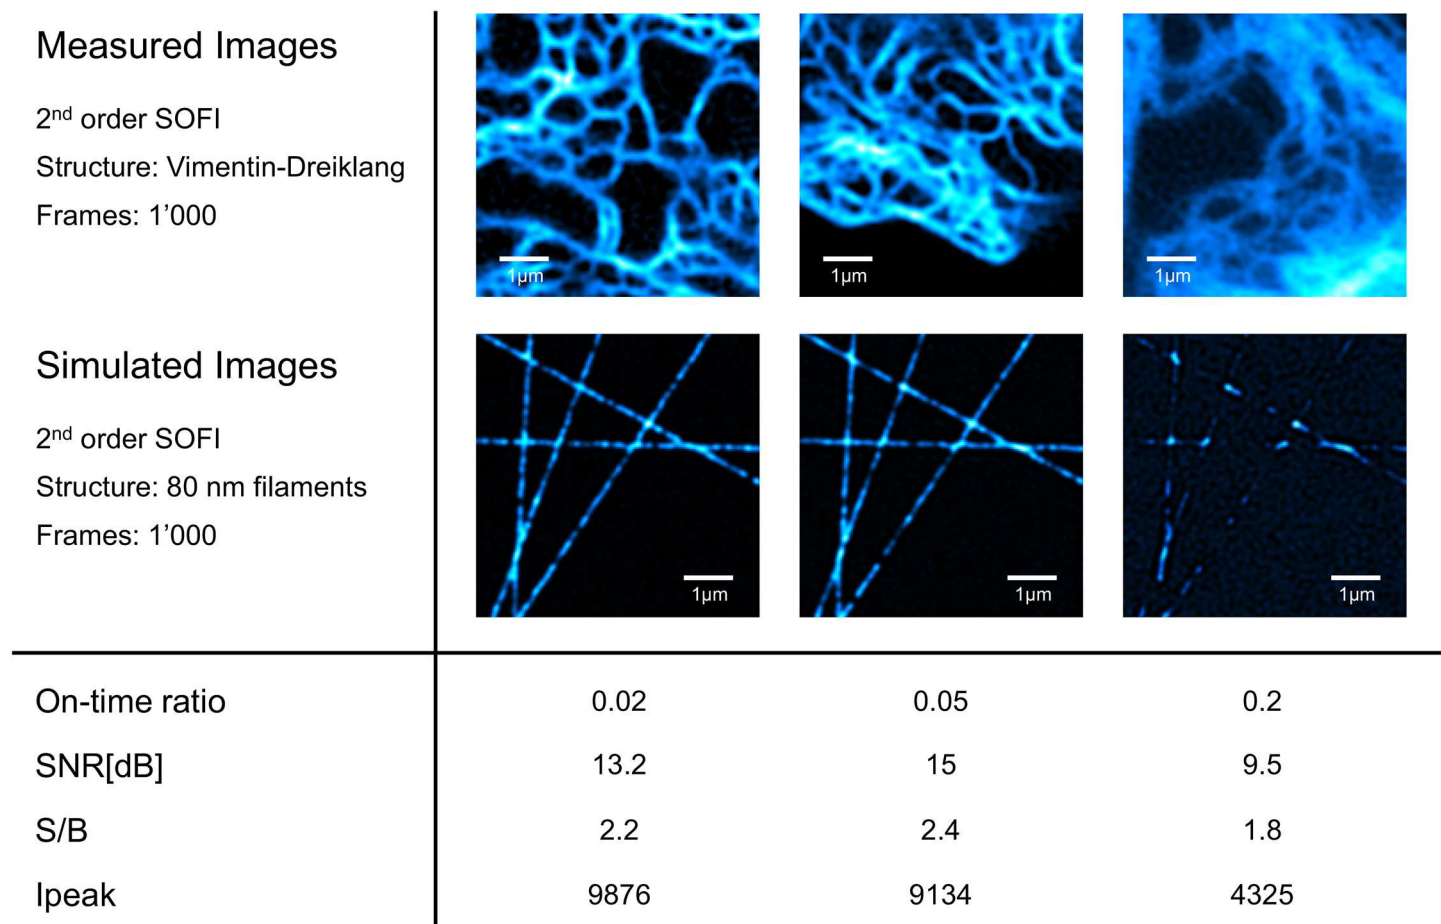 Measured Images
2nd order SOFI
Structure: Vimentin-Dreiklang
Frames: 1’000
1μm 1μm 1μm
Simulated Images
2nd order SOFI
Structure: 80 nm filaments
Frames: 1’000
1μm 1μm 1μm
On-time ratio 0.02 0.05 0.2
SNR[dB] 13.2 15 9.5
S/B 2.2 2.4 1.8
Ipeak 9876 9134 4325